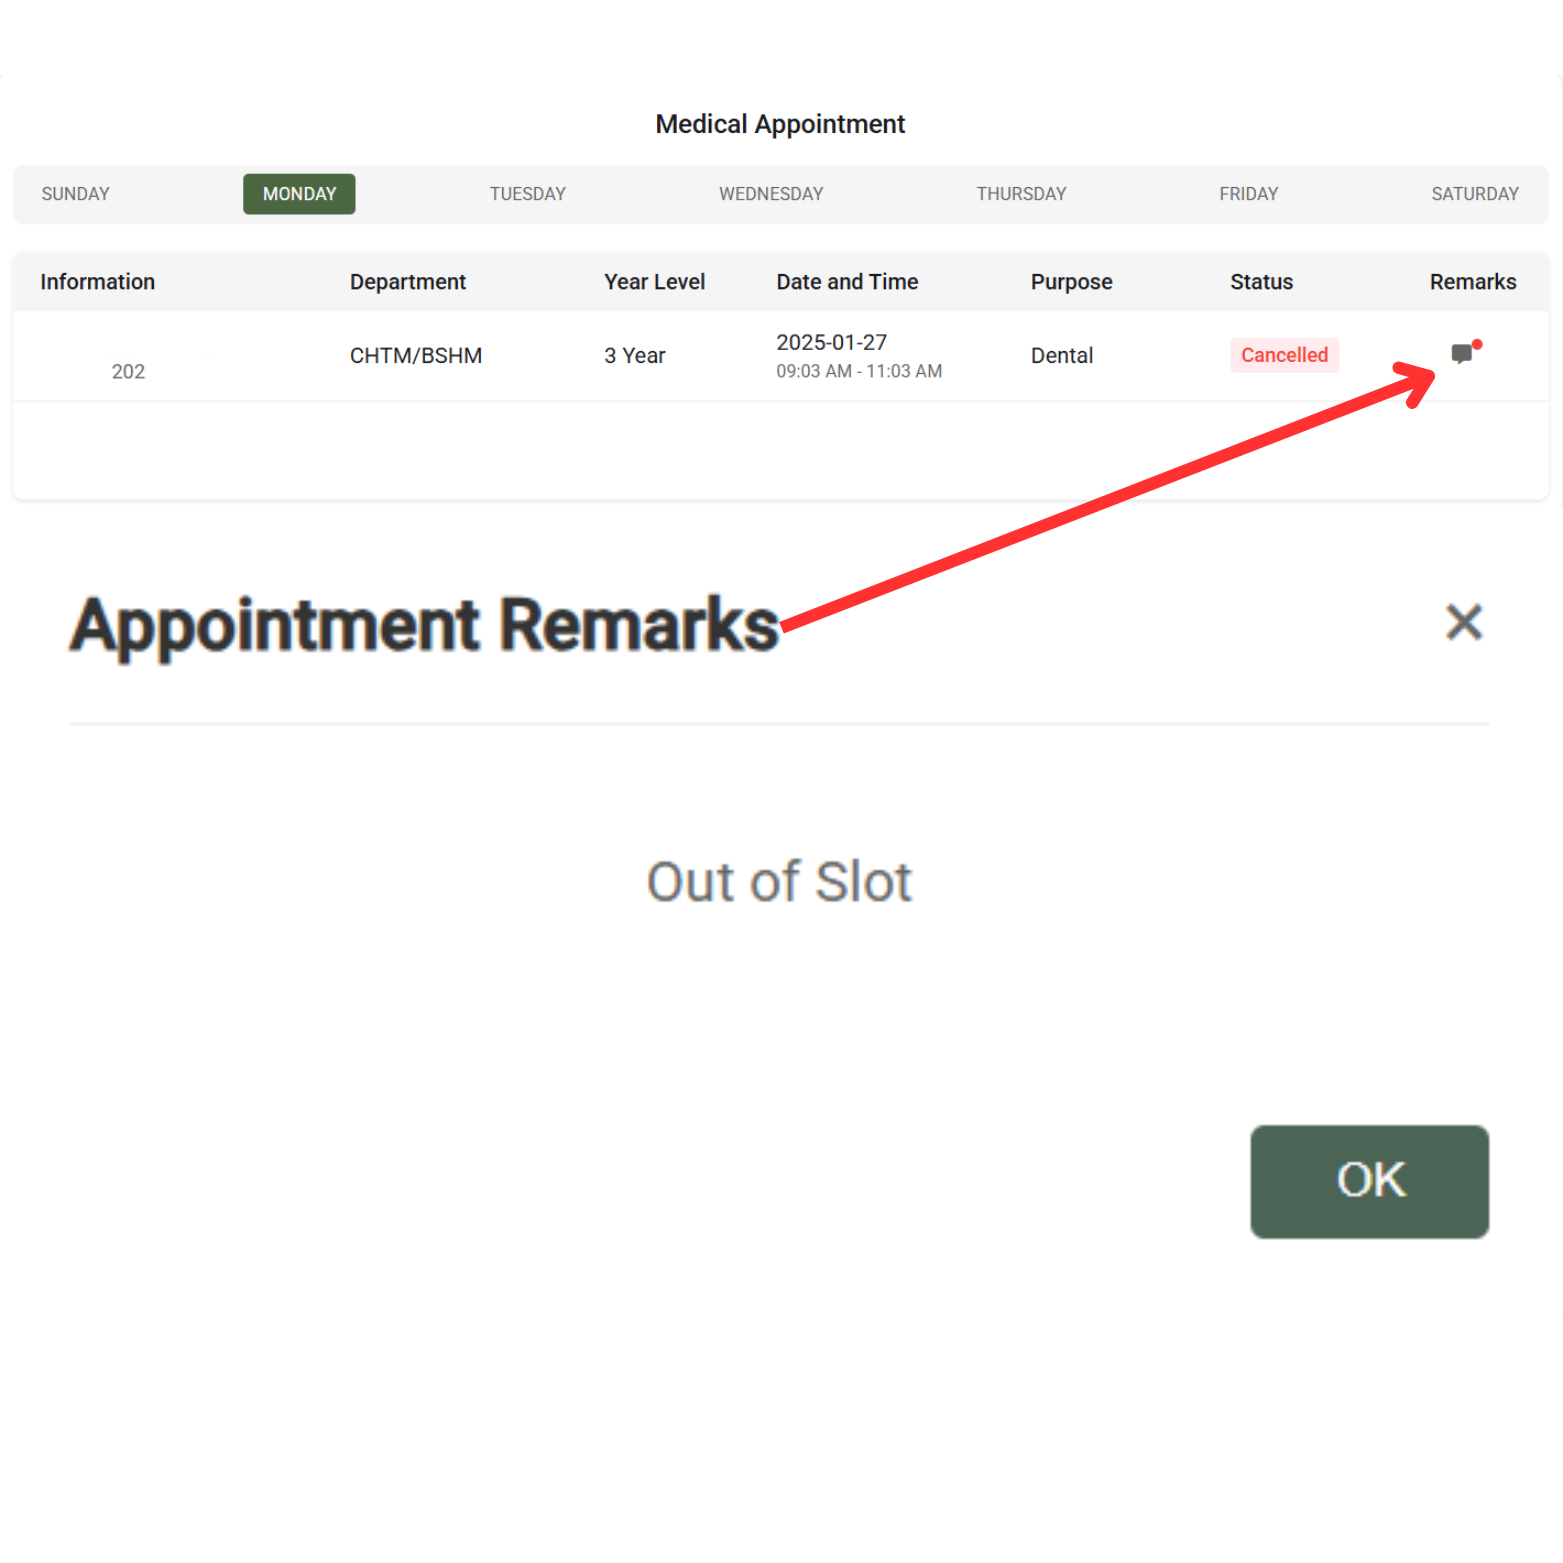 Medical Appointment
SUNDAY MONDAY TUESDAY WEDNESDAY THURSDAY FRIDAY SATURDAY
Information Department Year Level Date and Time Purpose Status Remarks
202 CHTM/BSHM 3 Year 2025-01-27 Dental Cancelled
09:03 AM - 11:03 AM
Appointment Remarks
Out of Slot
OK